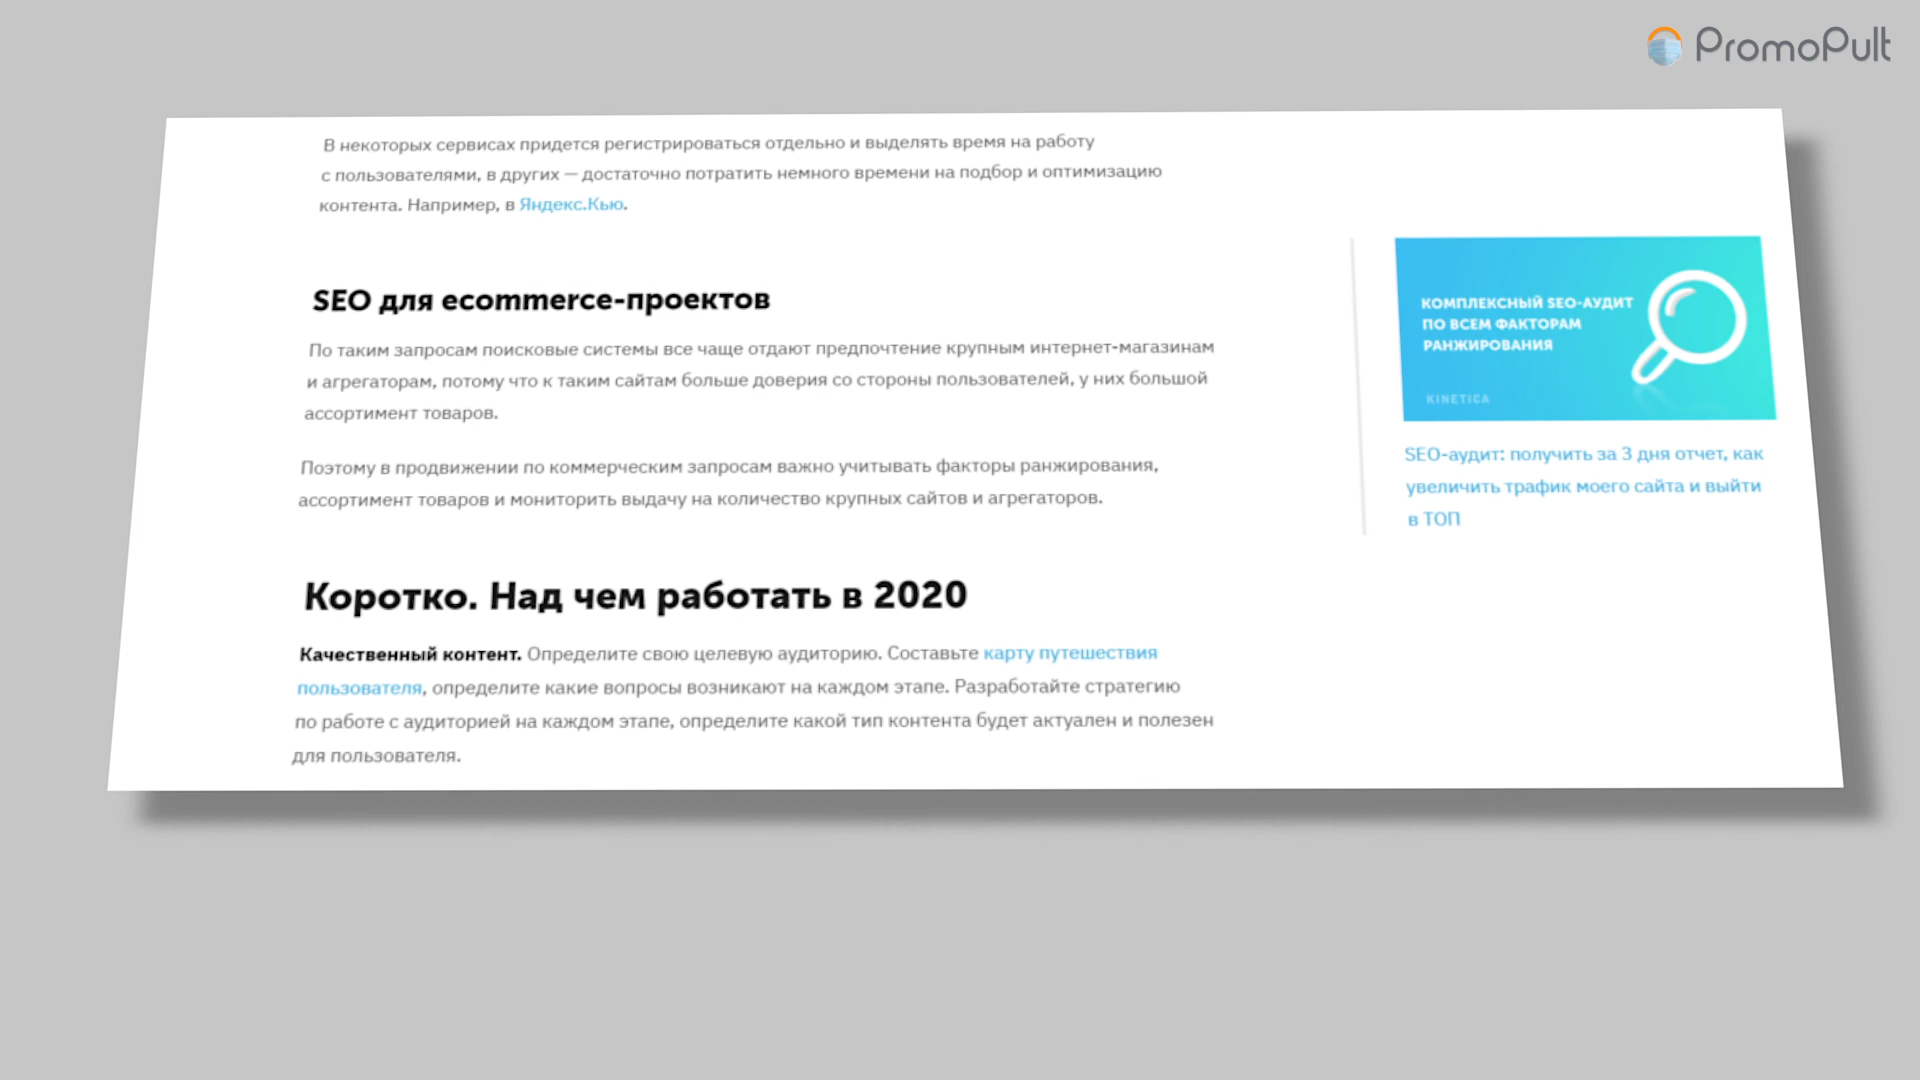 PromoPult
В некоторых сервисах придется регистрироваться отдельно и выделять время на работу
с пользователями, в других — достаточно потратить немного времени на подбор и оптимизацию
контента. Например, в Яндекс.Кью.
SEO для ecommerce-проектов
По таким запросам поисковые системы все чаще отдают предпочтение крупным интернет-магазинам
и агрегаторам, потому что к таким сайтам больше доверия со стороны пользователей, у них большой
ассортимент товаров.
Поэтому в продвижении по коммерческим запросам важно учитывать факторы ранжирования,
ассортимент товаров и мониторить выдачу на количество крупных сайтов и агрегаторов.
Коротко. Над чем работать в 2020
Качественный контент. Определите свою целевую аудиторию. Составьте карту путешествия
пользователя, определите какие вопросы возникают на каждом этапе. Разработайте стратегию
по работе с аудиторией на каждом этапе, определите какой тип контента будет актуален и полезен
для пользователя.
КОМПЛЕКСНЫЙ SEO-АУДИТ
ПО ВСЕМ ФАКТОРАМ
РАНЖИРОВАНИЯ
KINETICA
SEO-аудит: получить за 3 дня отчет, как
увеличить трафик моего сайта и выйти
в ТОП